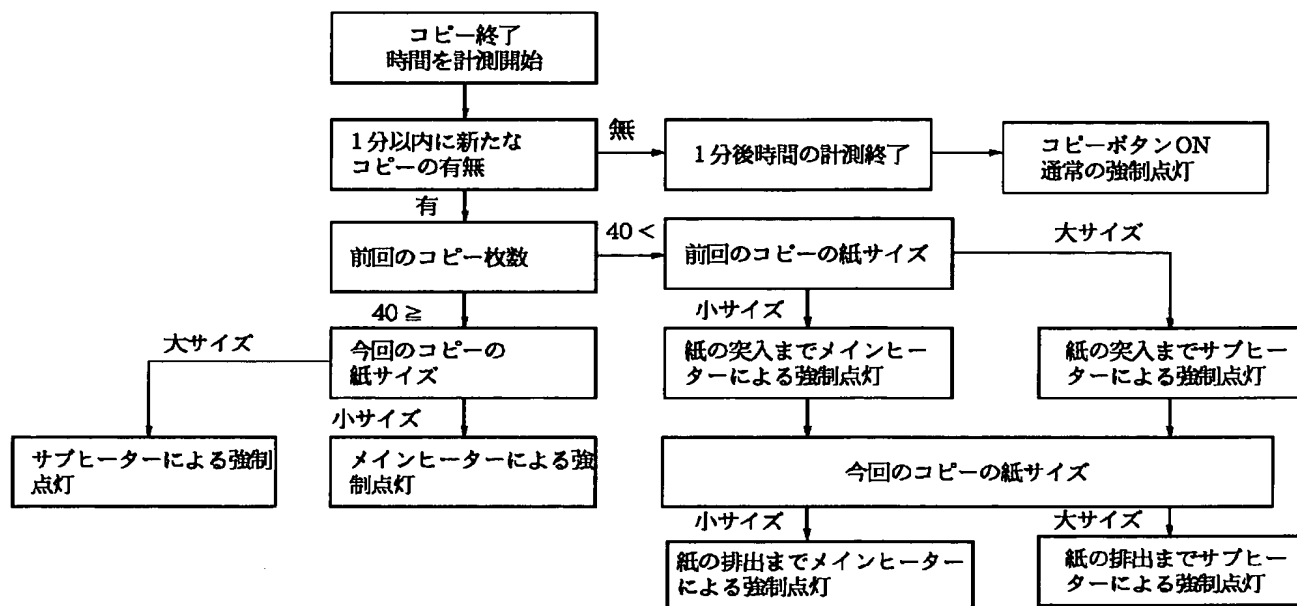 コピー終了
時間を計測開始
1分以内に新たな
コピーの有無
無
1分後時間の計測終了
コピーボタンON
通常の強制点灯
有
前回のコピー枚数
40<
前回のコピーの紙サイズ
大サイズ
40≧
小サイズ
大サイズ
今回のコピーの
紙サイズ
紙の突入までメインヒー
ターによる強制点灯
紙の突入までサブヒー
ターによる強制点灯
小サイズ
サブヒーターによる強制
点灯
メインヒーターによる強
制点灯
今回のコピーの紙サイズ
小サイズ
大サイズ
紙の排出までメインヒーター
による強制点灯
紙の排出までサブヒー
ターによる強制点灯